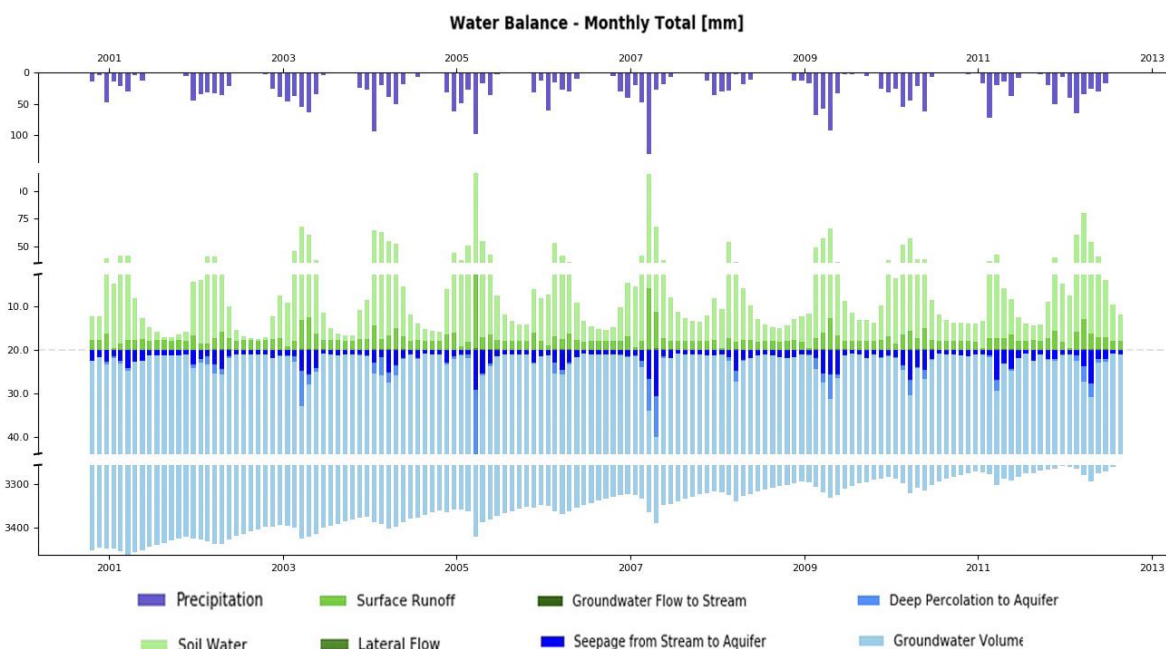 Water Balance - Monthly Total [mm]
2001 2003 2005 2007 2009 2011 2013
0
50
100
00
75
50
10.0
20.0
30.0
40.0
3300
3400
2001 2003 2005 2007 2009 2011 2013
Precipitation Surface Runoff Groundwater Flow to Stream Deep Percolation to Aquifer
Soil Water Lateral Flow Seepage from Stream to Aquifer Groundwater Volume